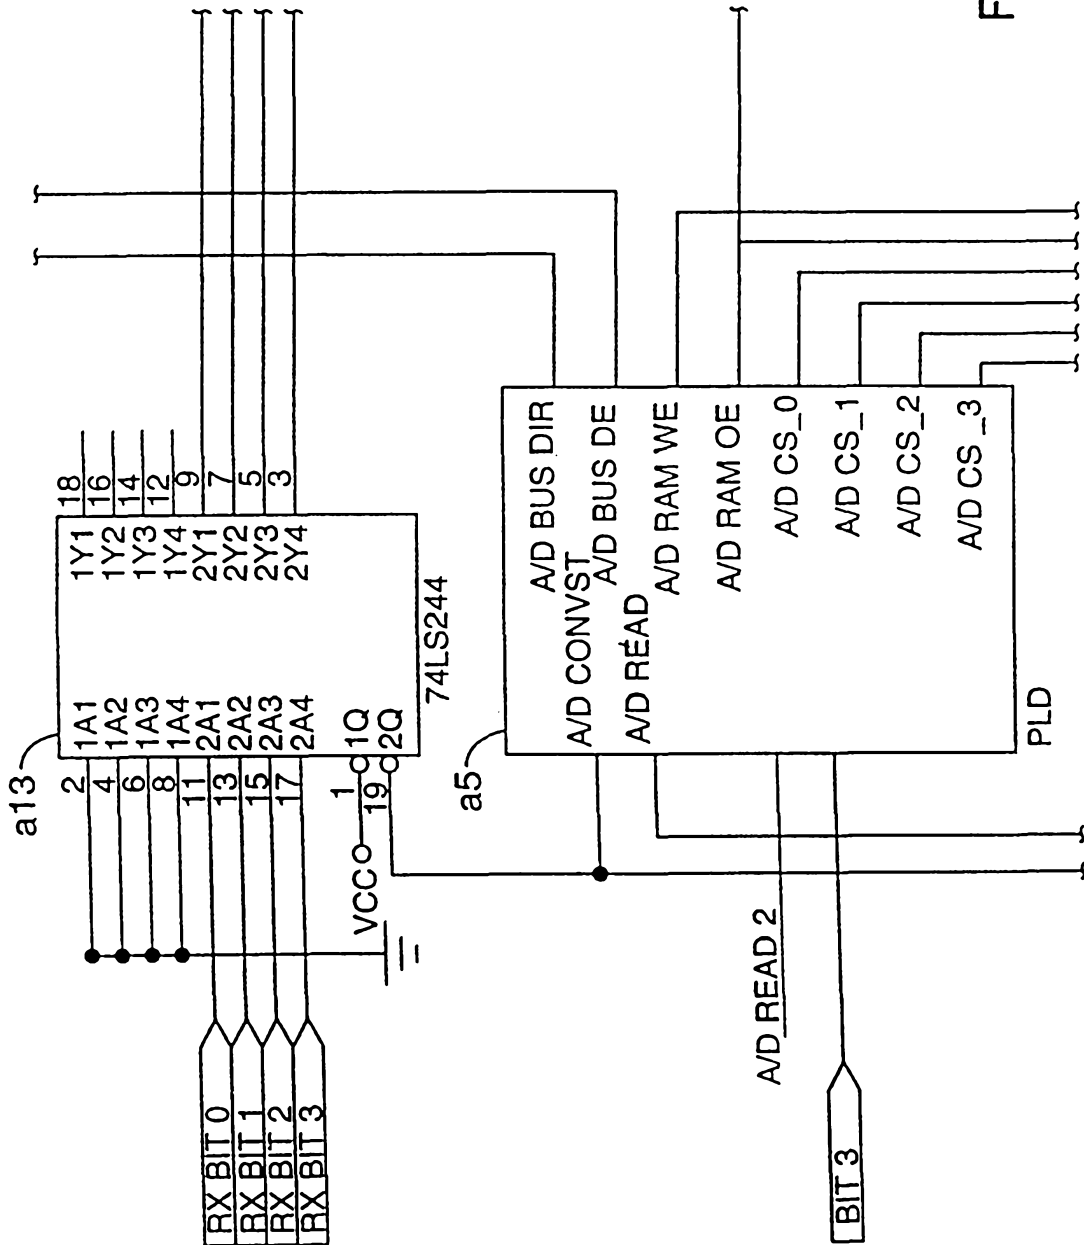 a13
2
4
6
8
11
13
15
17
1
19
1A1
1A2
1A3
1A4
2A1
2A2
2A3
2A4
1Q
2Q
1Y1
1Y2
1Y3
1Y4
2Y1
2Y2
2Y3
2Y4
18
16
14
12
9
7
5
3
74LS244
VCC
RX BIT 0
RX BIT 1
RX BIT 2
RX BIT 3
a5
A/D CONVST
A/D READ
A/D BUS DIR
A/D BUS DE
A/D RAM WE
A/D RAM OE
A/D CS_0
A/D CS_1
A/D CS_2
A/D CS_3
PLD
A/D READ 2
BIT 3
F